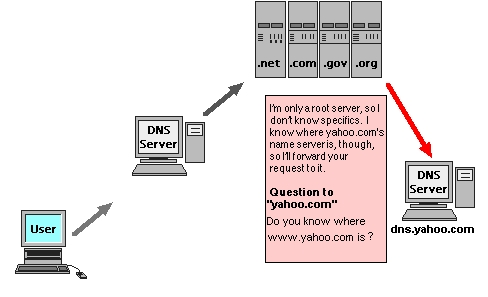 .net .com .gov .org
DNS
Server
User
I'm only a root server, so I
don't know specifics. I
know where yahoo.com's
name server is, though,
so I'll forward your
request to it.
Question to
"yahoo.com"
Do you know where
www.yahoo.com is ?
DNS
Server
dns.yahoo.com